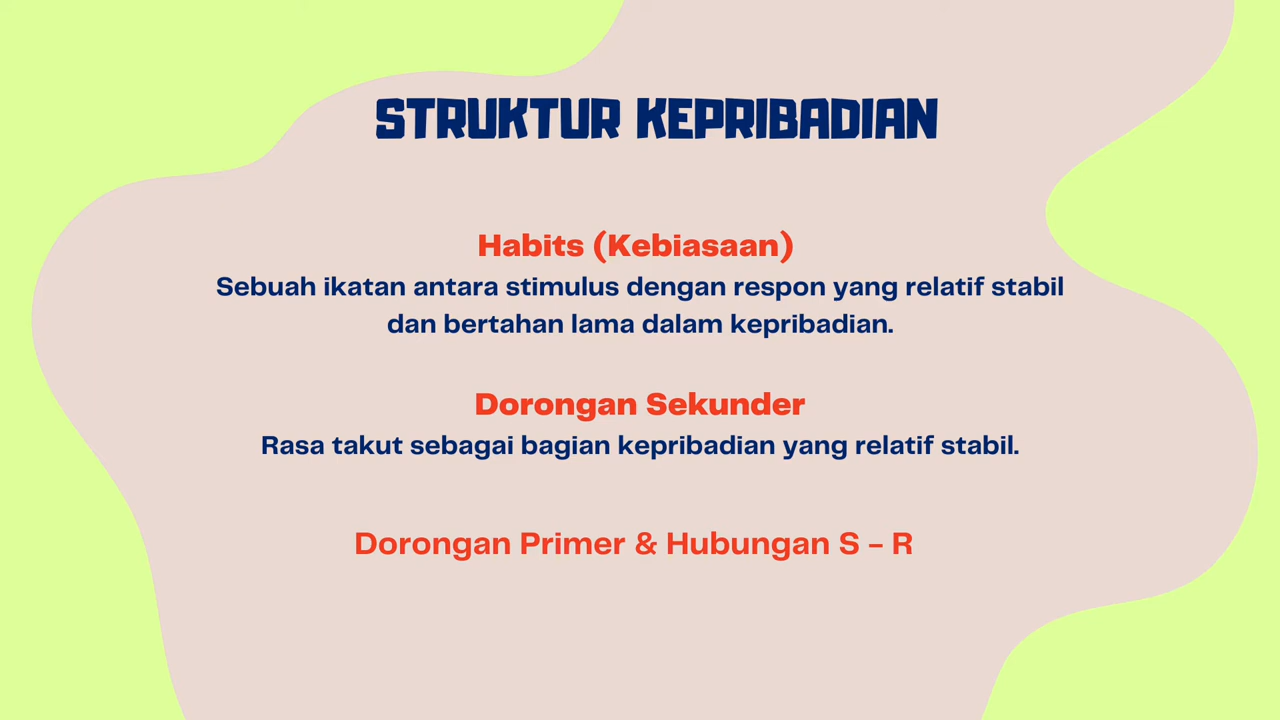 STRUKTUR KEPRIBADIAN
Habits (Kebiasaan)
Sebuah ikatan antara stimulus dengan respon yang relatif stabil
dan bertahan lama dalam kepribadian.
Dorongan Sekunder
Rasa takut sebagai bagian kepribadian yang relatif stabil.
Dorongan Primer & Hubungan S – R